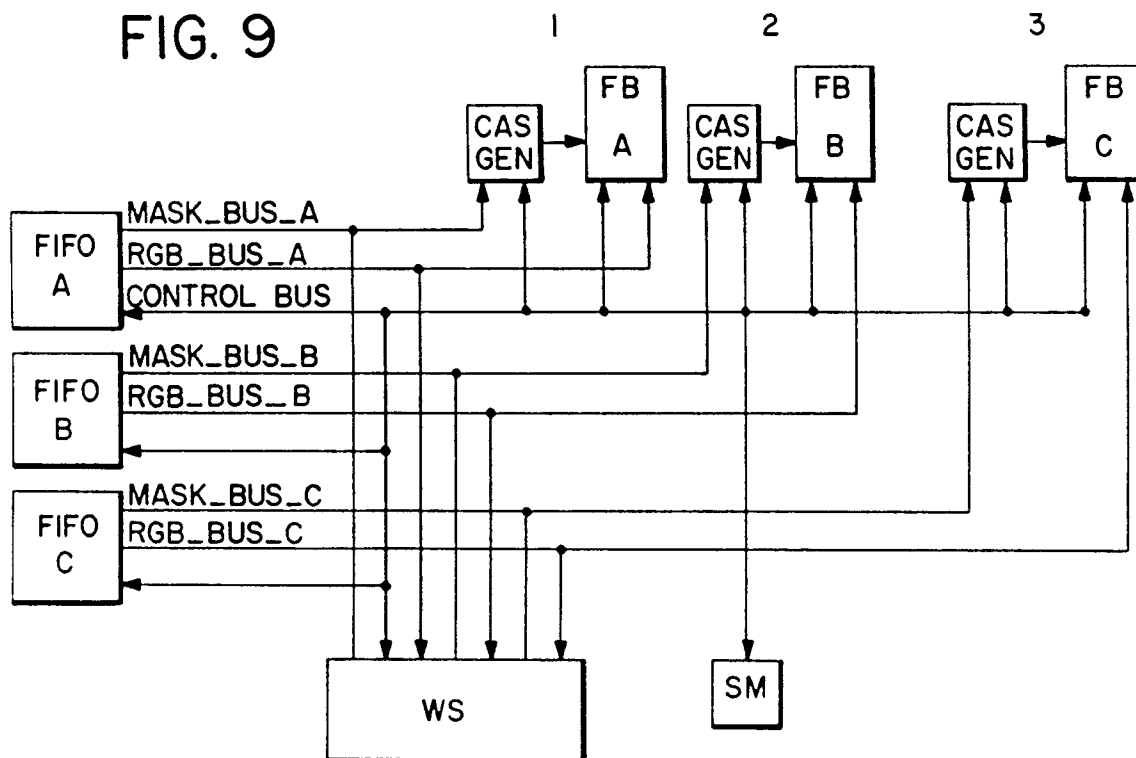 FIG. 9
1
2
3
CAS
GEN
FB
A
CAS
GEN
FB
B
CAS
GEN
FB
C
FIFO
A
MASK_BUS_A
RGB_BUS_A
CONTROL BUS
FIFO
B
MASK_BUS_B
RGB_BUS_B
FIFO
C
MASK_BUS_C
RGB_BUS_C
WS
SM